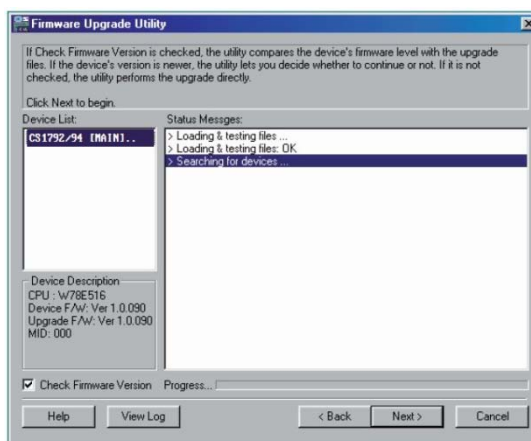 Firmware Upgrade Utility
If Check Firmware Version is checked, the utility compares the device's firmware level with the upgrade
files. If the device's version is newer, the utility lets you decide whether to continue or not. If it is not
checked, the utility performs the upgrade directly.
Click Next to begin.
Device List:
CS1792/94 [MAIN]..
Status Messges:
> Loading & testing files ...
> Loading & testing files: OK
> Searching for devices ...
Device Description
CPU : W78E516
Device F/W: Ver 1.0.090
Upgrade F/W: Ver 1.0.090
MID: 000
Check Firmware Version
Progress...
Help
View Log
< Back
Next >
Cancel